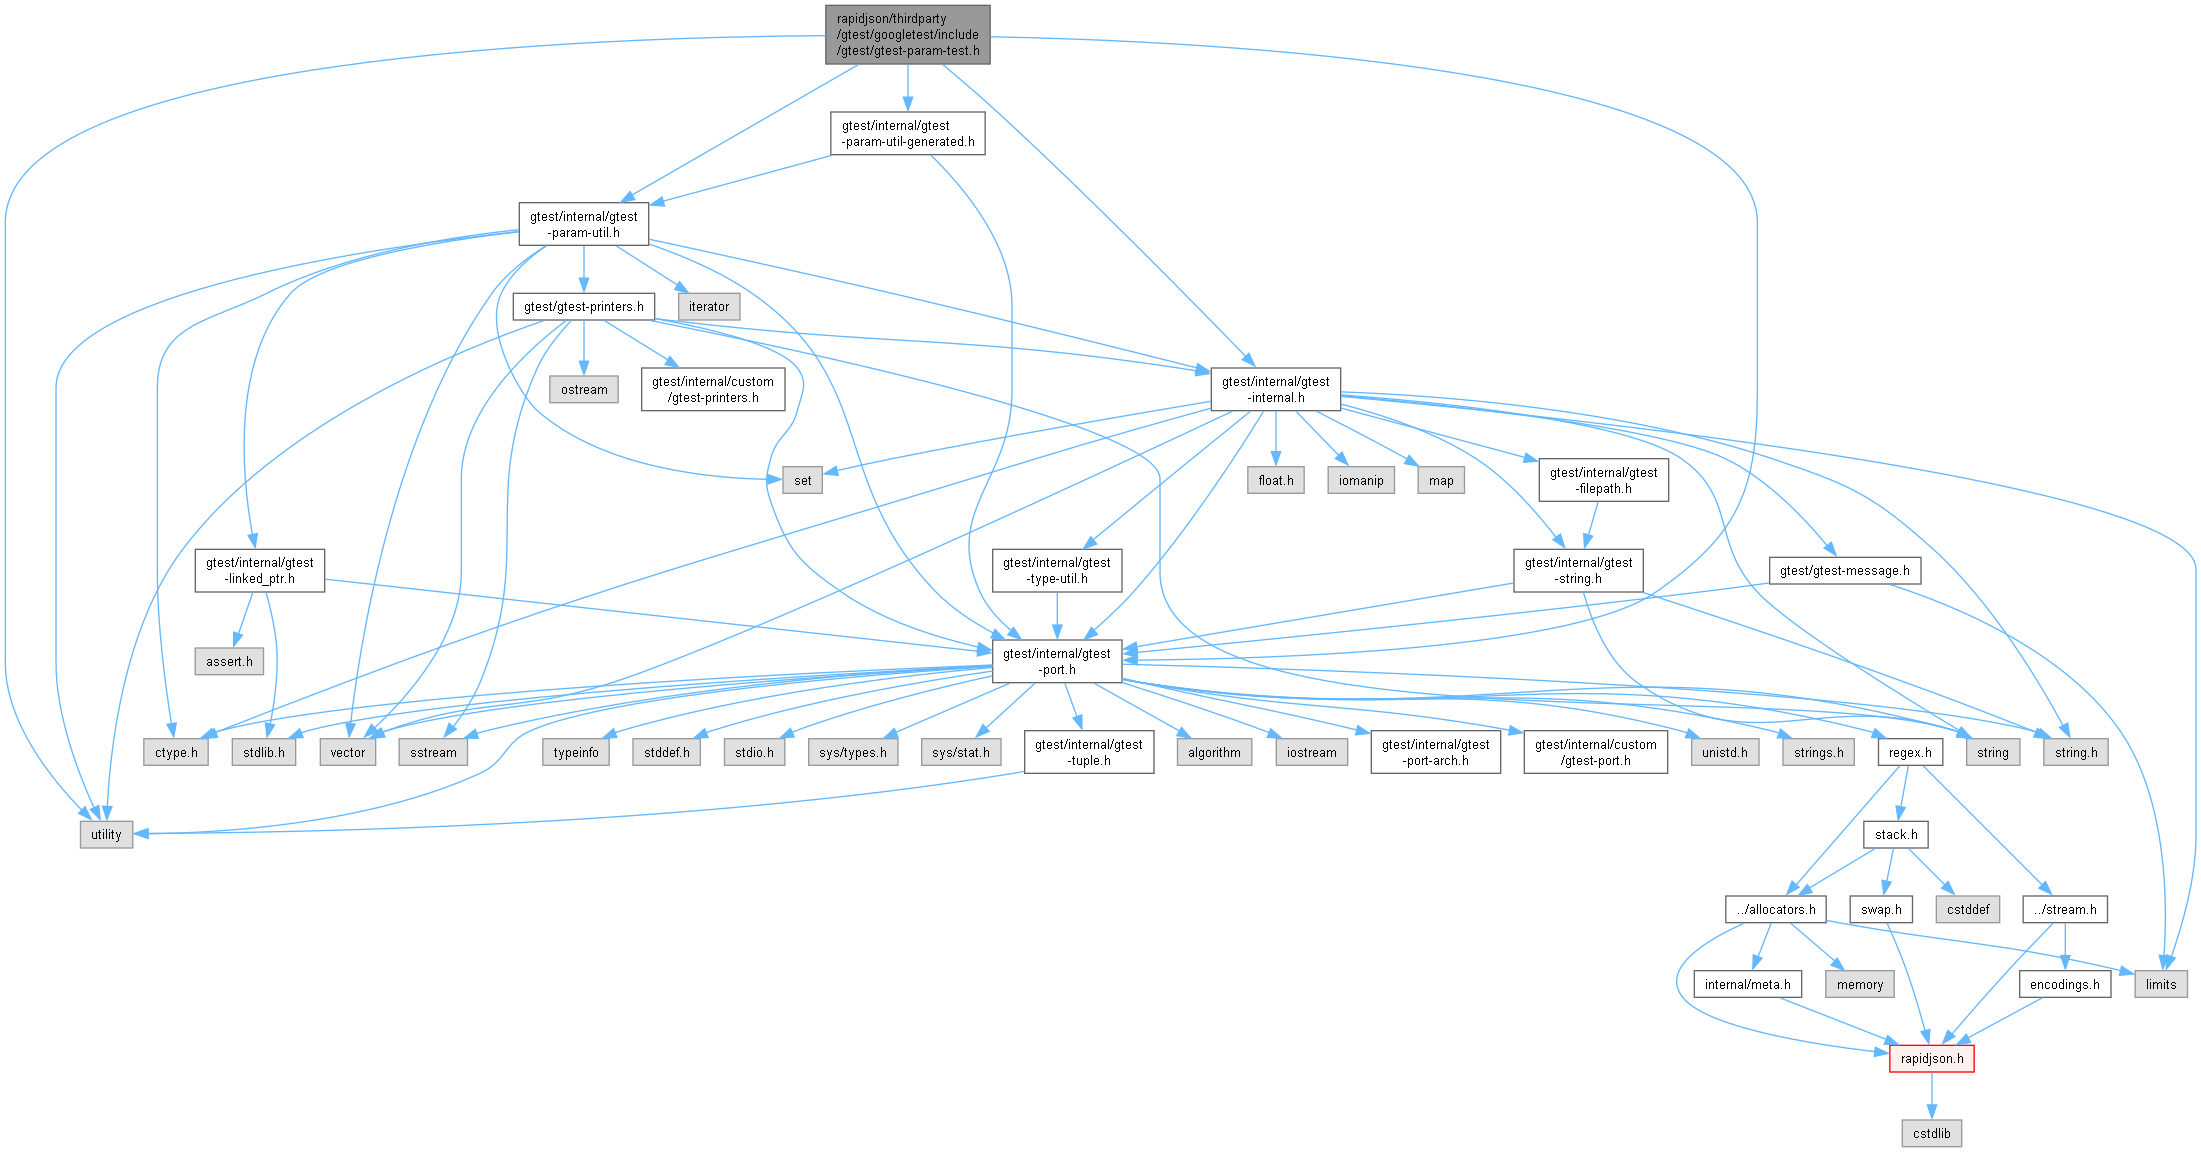 rapidjson/thirdparty
/gtest/googletest/include
/gtest/gtest-param-test.h
gtest/internal/gtest
-param-util-generated.h
gtest/internal/gtest
-param-util.h
gtest/gtest-printers.h
iterator
ostream
gtest/internal/custom
/gtest-printers.h
gtest/internal/gtest
-internal.h
set
float.h
iomanip
map
gtest/internal/gtest
-filepath.h
gtest/internal/gtest
-linked_ptr.h
gtest/internal/gtest
-type-util.h
gtest/internal/gtest
-string.h
gtest/gtest-message.h
assert.h
gtest/internal/gtest
-port.h
ctype.h
stdlib.h
vector
sstream
typeinfo
stddef.h
stdio.h
sys/types.h
sys/stat.h
gtest/internal/gtest
-tuple.h
algorithm
iostream
gtest/internal/gtest
-port-arch.h
gtest/internal/custom
/gtest-port.h
unistd.h
strings.h
regex.h
string
string.h
utility
stack.h
../allocators.h
swap.h
cstddef
../stream.h
internal/meta.h
memory
encodings.h
limits
rapidjson.h
cstdlib